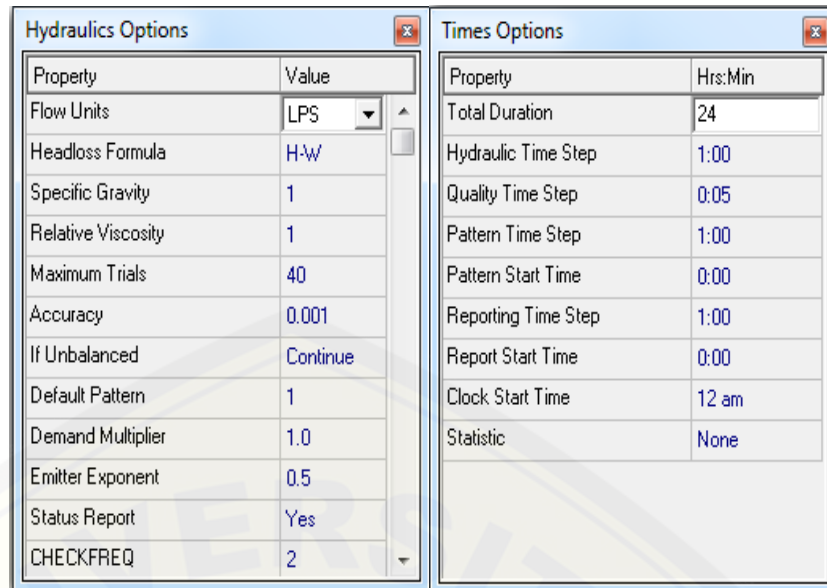 Hydraulics Options
Property Value
Flow Units LPS
Headloss Formula H-W
Specific Gravity 1
Relative Viscosity 1
Maximum Trials 40
Accuracy 0.001
If Unbalanced Continue
Default Pattern 1
Demand Multiplier 1.0
Emitter Exponent 0.5
Status Report Yes
CHECKFREQ 2
Times Options
Property Hrs:Min
Total Duration 24
Hydraulic Time Step 1:00
Quality Time Step 0:05
Pattern Time Step 1:00
Pattern Start Time 0:00
Reporting Time Step 1:00
Report Start Time 0:00
Clock Start Time 12 am
Statistic None
VERSIT